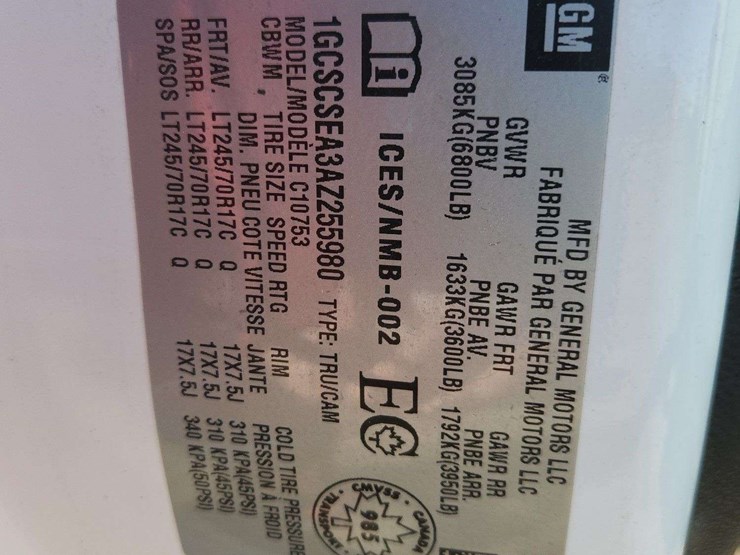 GM
MFD BY GENERAL MOTORS LLC
FABRIQUÉ PAR GENERAL MOTORS LLC
GVWR GAWR FRT GAWR RR
PNBV PNBE AV. PNBE ARR.
3085KG(6800LB) 1633KG(3600LB) 1792KG(3950LB)
i ICES/NMB-002 EC
CMVSS
985
CANADA
TRANSPORT
1GCSCSEA3AZ255980 TYPE: TRU/CAM
MODEL/MODÈLE C10753
CBWM, TIRE SIZE SPEED RTG RIM COLD TIRE PRESSURE
DIM. PNEU COTE VITESSE JANTE PRESSION À FROID
FRT/AV. LT245/70R17C Q 17X7.5J 310 KPA(45PSI)
RR/ARR. LT245/70R17C Q 17X7.5J 310 KPA(45PSI)
SPA/SOS LT245/70R17C Q 17X7.5J 340 KPA(50PSI)